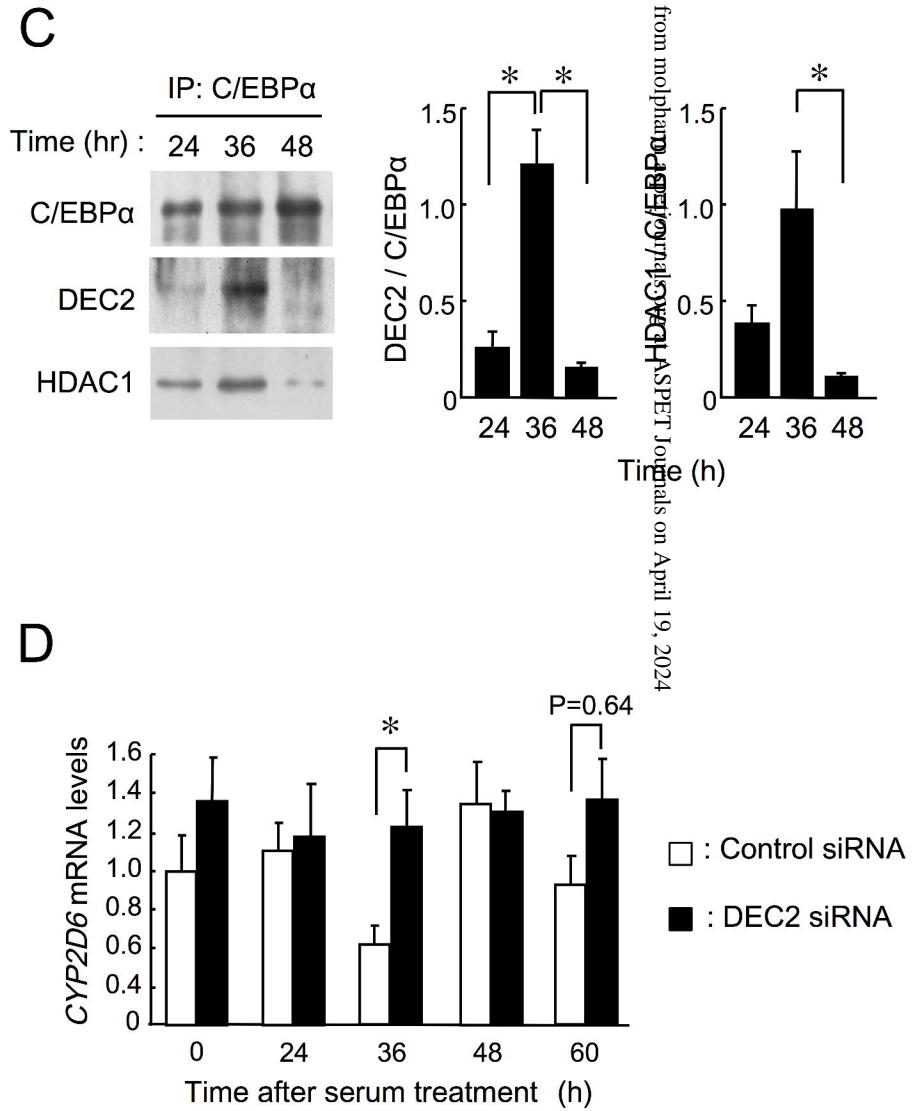 C
IP: C/EBPα
Time (hr) : 24 36 48
C/EBPα
DEC2
HDAC1
DEC2 / C/EBPα
1.5
1.0
0.5
0
* *
24 36 48
HDAC1 / C/EBPα
1.5
1.0
0.5
0
*
24 36 48
Time (h)
from molpharm.aspetjournals.org at ASPET Journals on April 19, 2024
D
CYP2D6 mRNA levels
1.6
1.4
1.2
1.0
0.8
0.6
0.4
0
*
P=0.64
0 24 36 48 60
Time after serum treatment (h)
: Control siRNA
: DEC2 siRNA